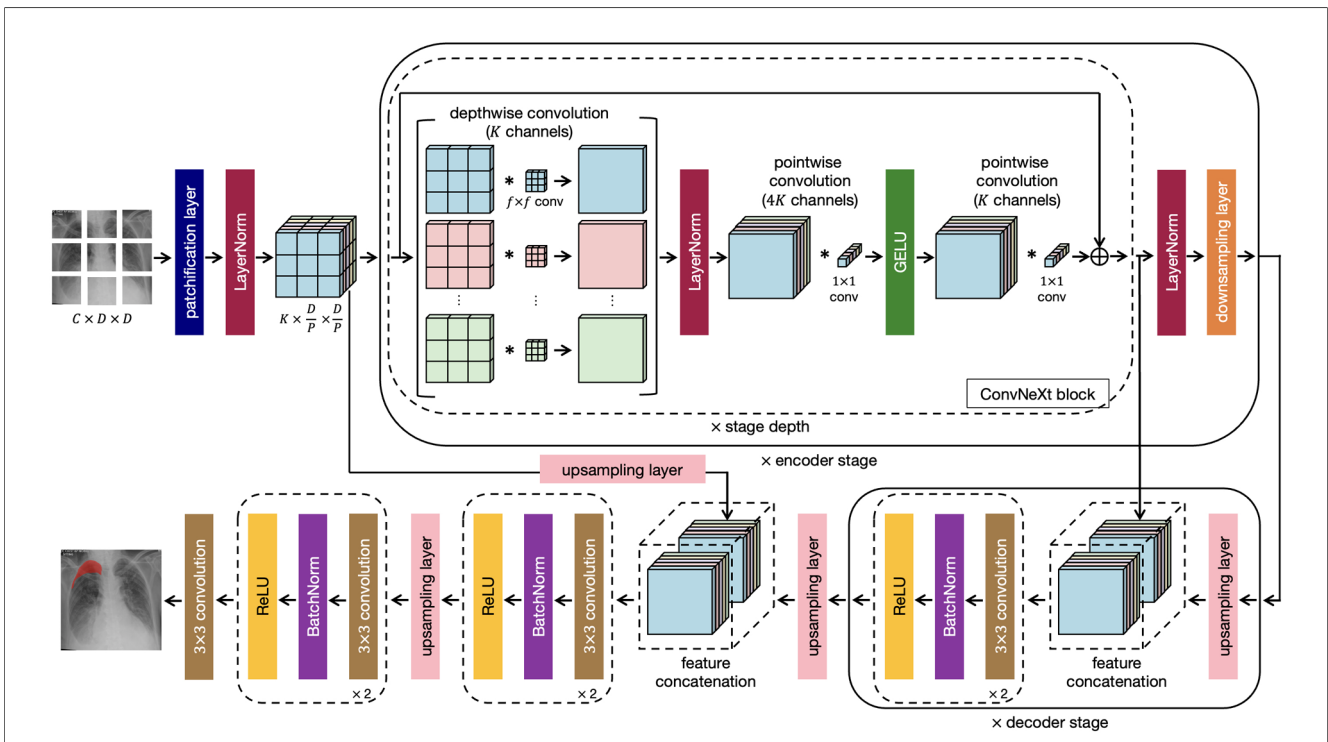 depthwise convolution
(K channels)
f×f conv
pointwise
convolution
(4K channels)
pointwise
convolution
(K channels)
patchification layer
LayerNorm
LayerNorm
1×1
conv
GELU
1×1
conv
LayerNorm
downsampling layer
C × D × D
K × D/P × D/P
ConvNeXt block
× stage depth
× encoder stage
upsampling layer
3×3 convolution
ReLU
BatchNorm
3×3 convolution
× 2
upsampling layer
ReLU
BatchNorm
3×3 convolution
× 2
feature
concatenation
upsampling layer
ReLU
BatchNorm
3×3 convolution
× 2
feature
concatenation
upsampling layer
× decoder stage